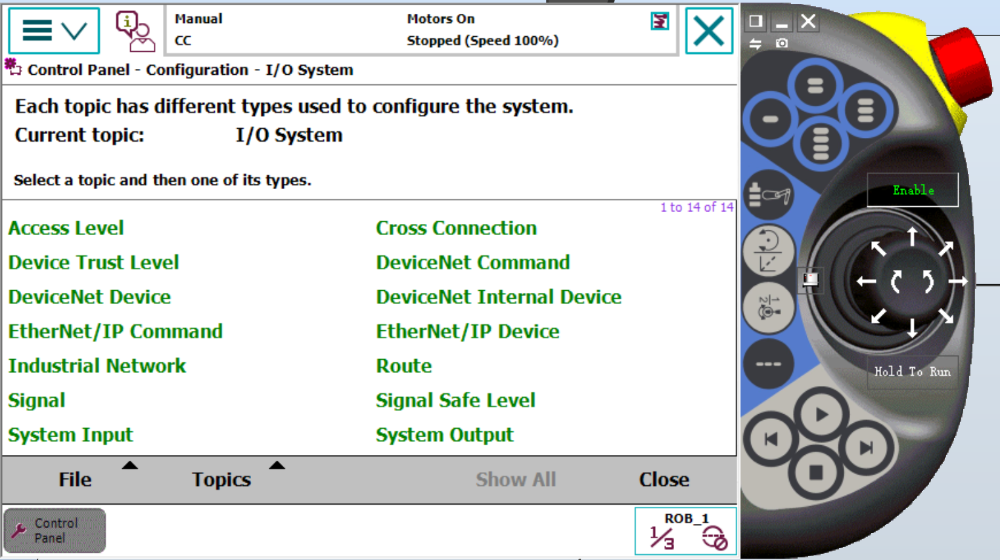 Manual
CC
Motors On
Stopped (Speed 100%)
Control Panel - Configuration - I/O System
Each topic has different types used to configure the system.
Current topic: I/O System
Select a topic and then one of its types.
1 to 14 of 14
Access Level
Cross Connection
Device Trust Level
DeviceNet Command
DeviceNet Device
DeviceNet Internal Device
EtherNet/IP Command
EtherNet/IP Device
Industrial Network
Route
Signal
Signal Safe Level
System Input
System Output
File
Topics
Show All
Close
Control
Panel
ROB_1
1/3
Enable
Hold To Run